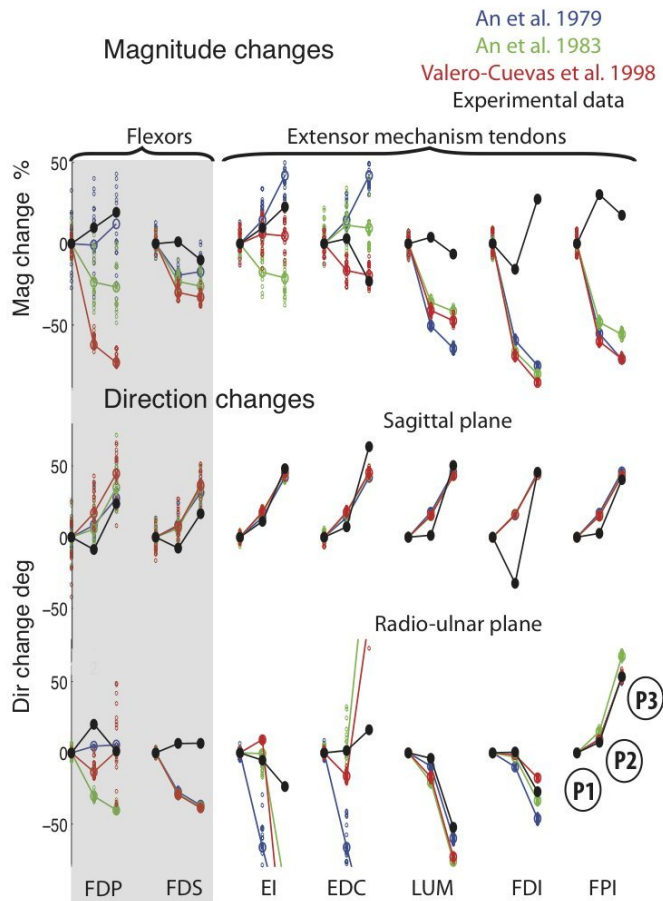 An et al. 1979
Magnitude changes
An et al. 1983
Valero-Cuevas et al. 1998
Experimental data
Flexors
Extensor mechanism tendons
Mag change %
50
0
−50
Direction changes
Sagittal plane
Dir change deg
50
0
−50
Radio-ulnar plane
50
0
−50
P3
P2
P1
FDP FDS EI EDC LUM FDI FPI